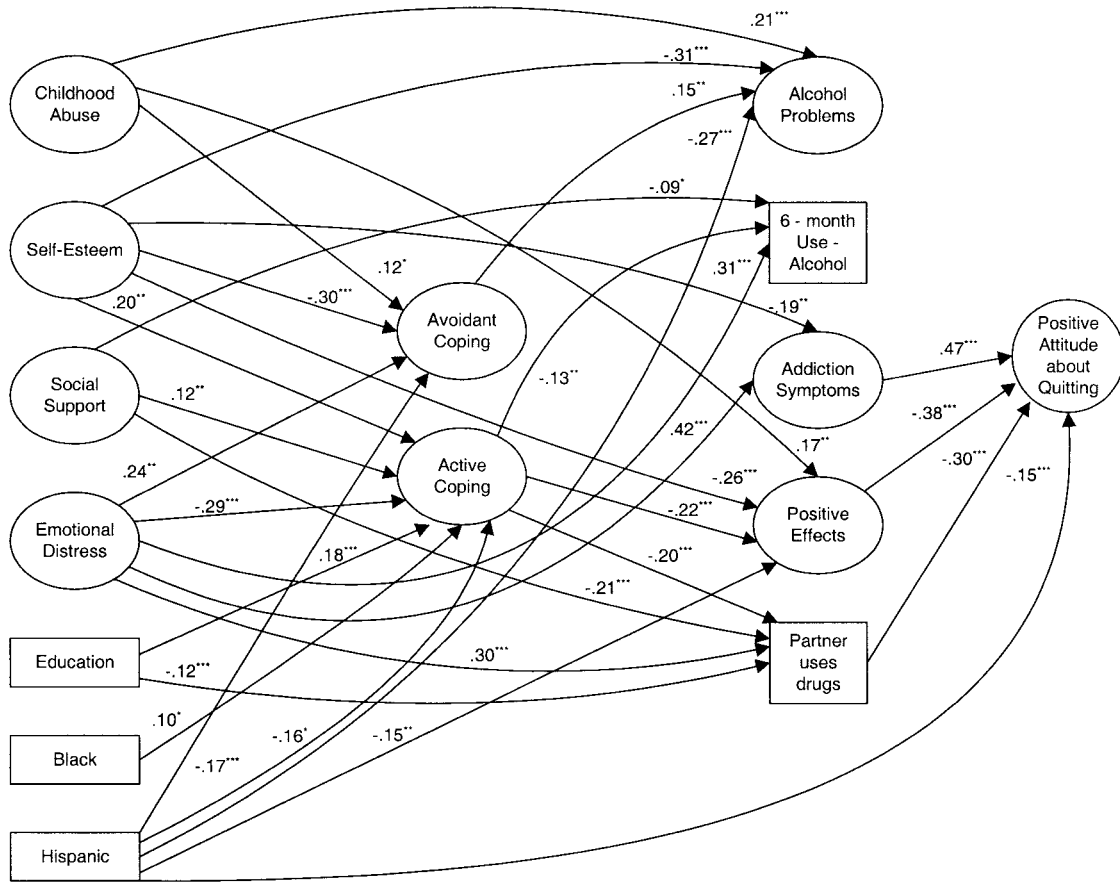 .21***
-.31***
Childhood
Abuse
.15**
Alcohol
Problems
-.27***
-.09*
6 - month
Use -
Alcohol
Self-Esteem
.12*
.31***
.20**
-.30***
-.19**
Avoidant
Coping
Positive
Attitude
about
Quitting
.47***
Addiction
Symptoms
Social
Support
.12**
-.13**
-.38***
.42***
.17**
-.30***
.24**
Active
Coping
-.26***
-.15***
-.29***
-.22***
Emotional
Distress
Positive
Effects
.18***
-.20***
-.21***
Education
.30***
Partner
uses
drugs
-.12***
.10*
-.16*
-.15**
Black
-.17***
Hispanic